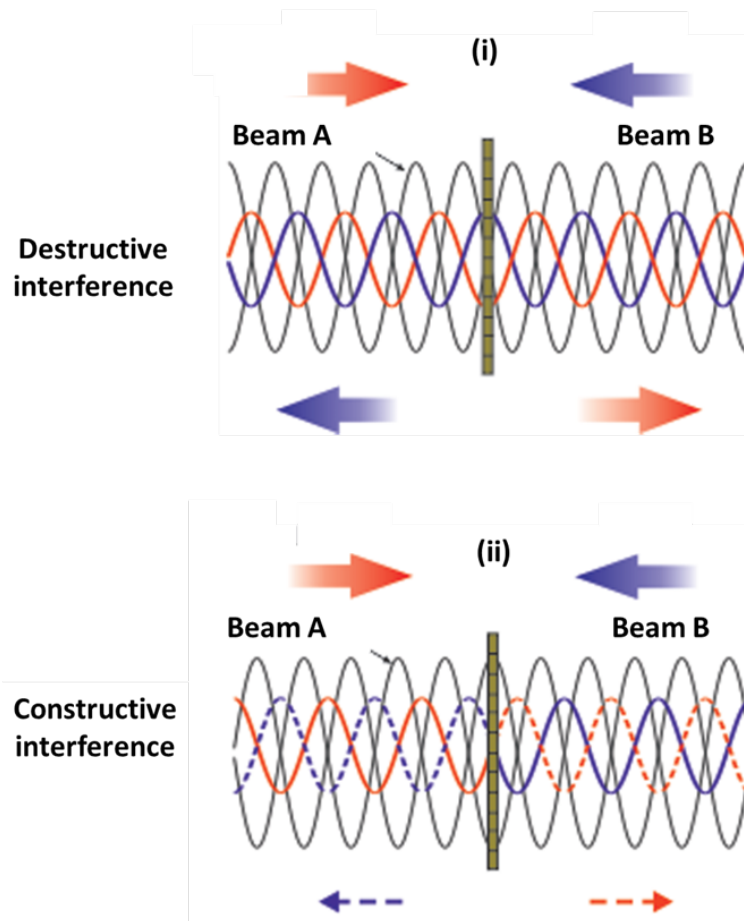 (i)
Beam A
Beam B
Destructive
interference
(ii)
Beam A
Beam B
Constructive
interference